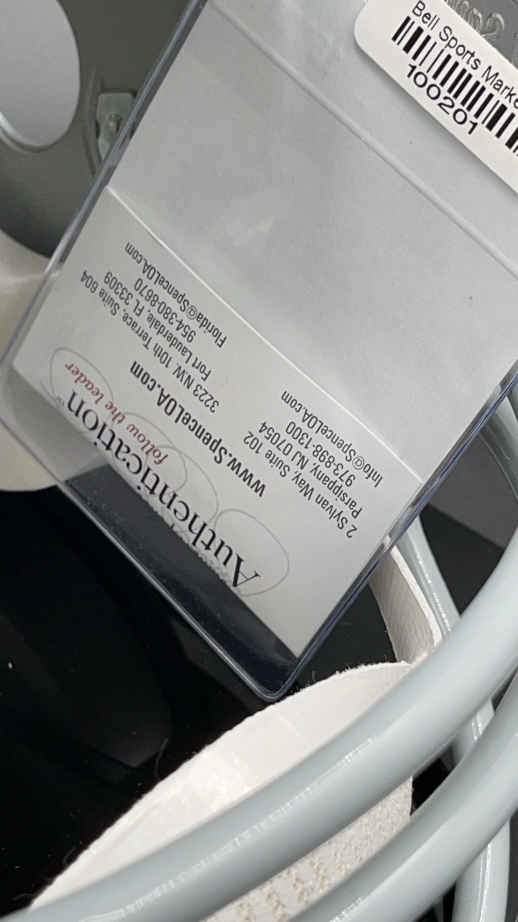 Bell Sports Marke
100201
Authentication
follow the leader
www.SpenceLOA.com
2 Sylvan Way, Suite 102
Parsippany, NJ 07054
973-898-1300
Info@SpenceLOA.com
3223 N.W. 10th Terrace, Suite 604
Fort Lauderdale, FL 33309
954-380-8670
Florida@SpenceLOA.com